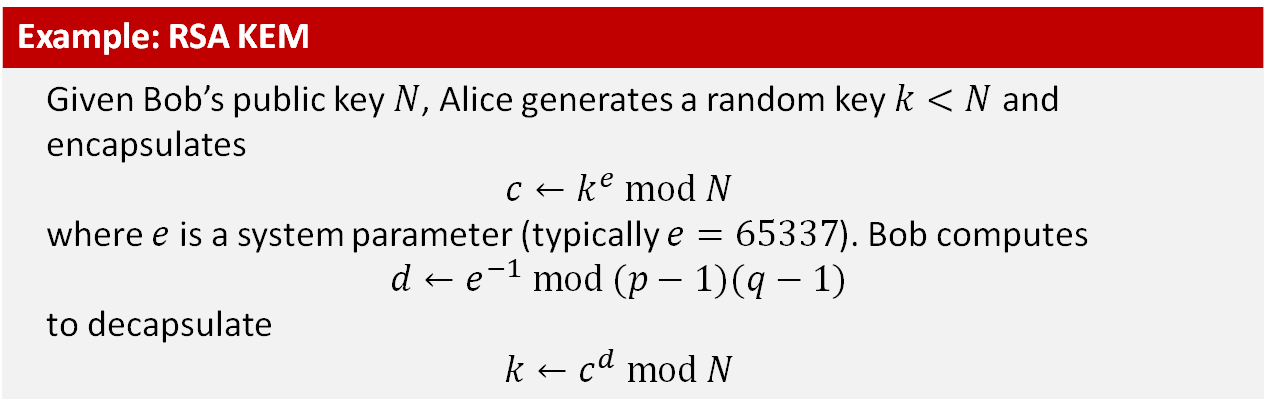 Example: RSA KEM
Given Bob’s public key N, Alice generates a random key k < N and
encapsulates
c ← k^e mod N
where e is a system parameter (typically e = 65337). Bob computes
d ← e^{−1} mod (p − 1)(q − 1)
to decapsulate
k ← c^d mod N